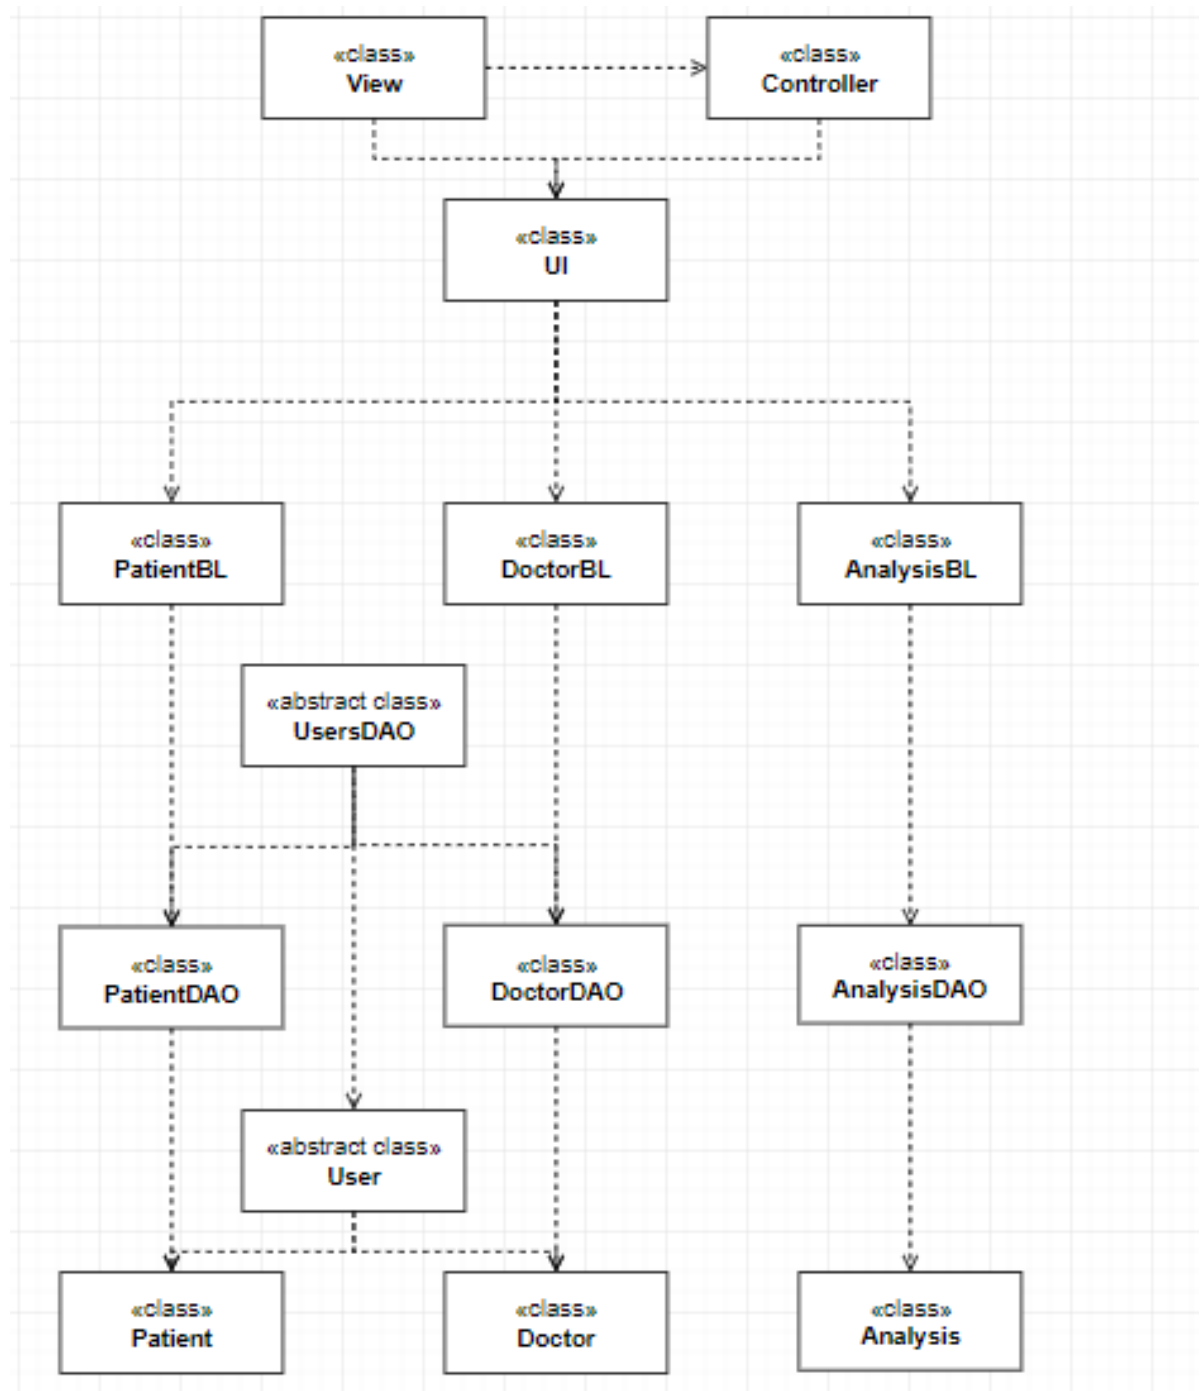 «class»
View
«class»
Controller
«class»
UI
«class»
PatientBL
«class»
DoctorBL
«class»
AnalysisBL
«abstract class»
UsersDAO
«class»
PatientDAO
«class»
DoctorDAO
«class»
AnalysisDAO
«abstract class»
User
«class»
Patient
«class»
Doctor
«class»
Analysis